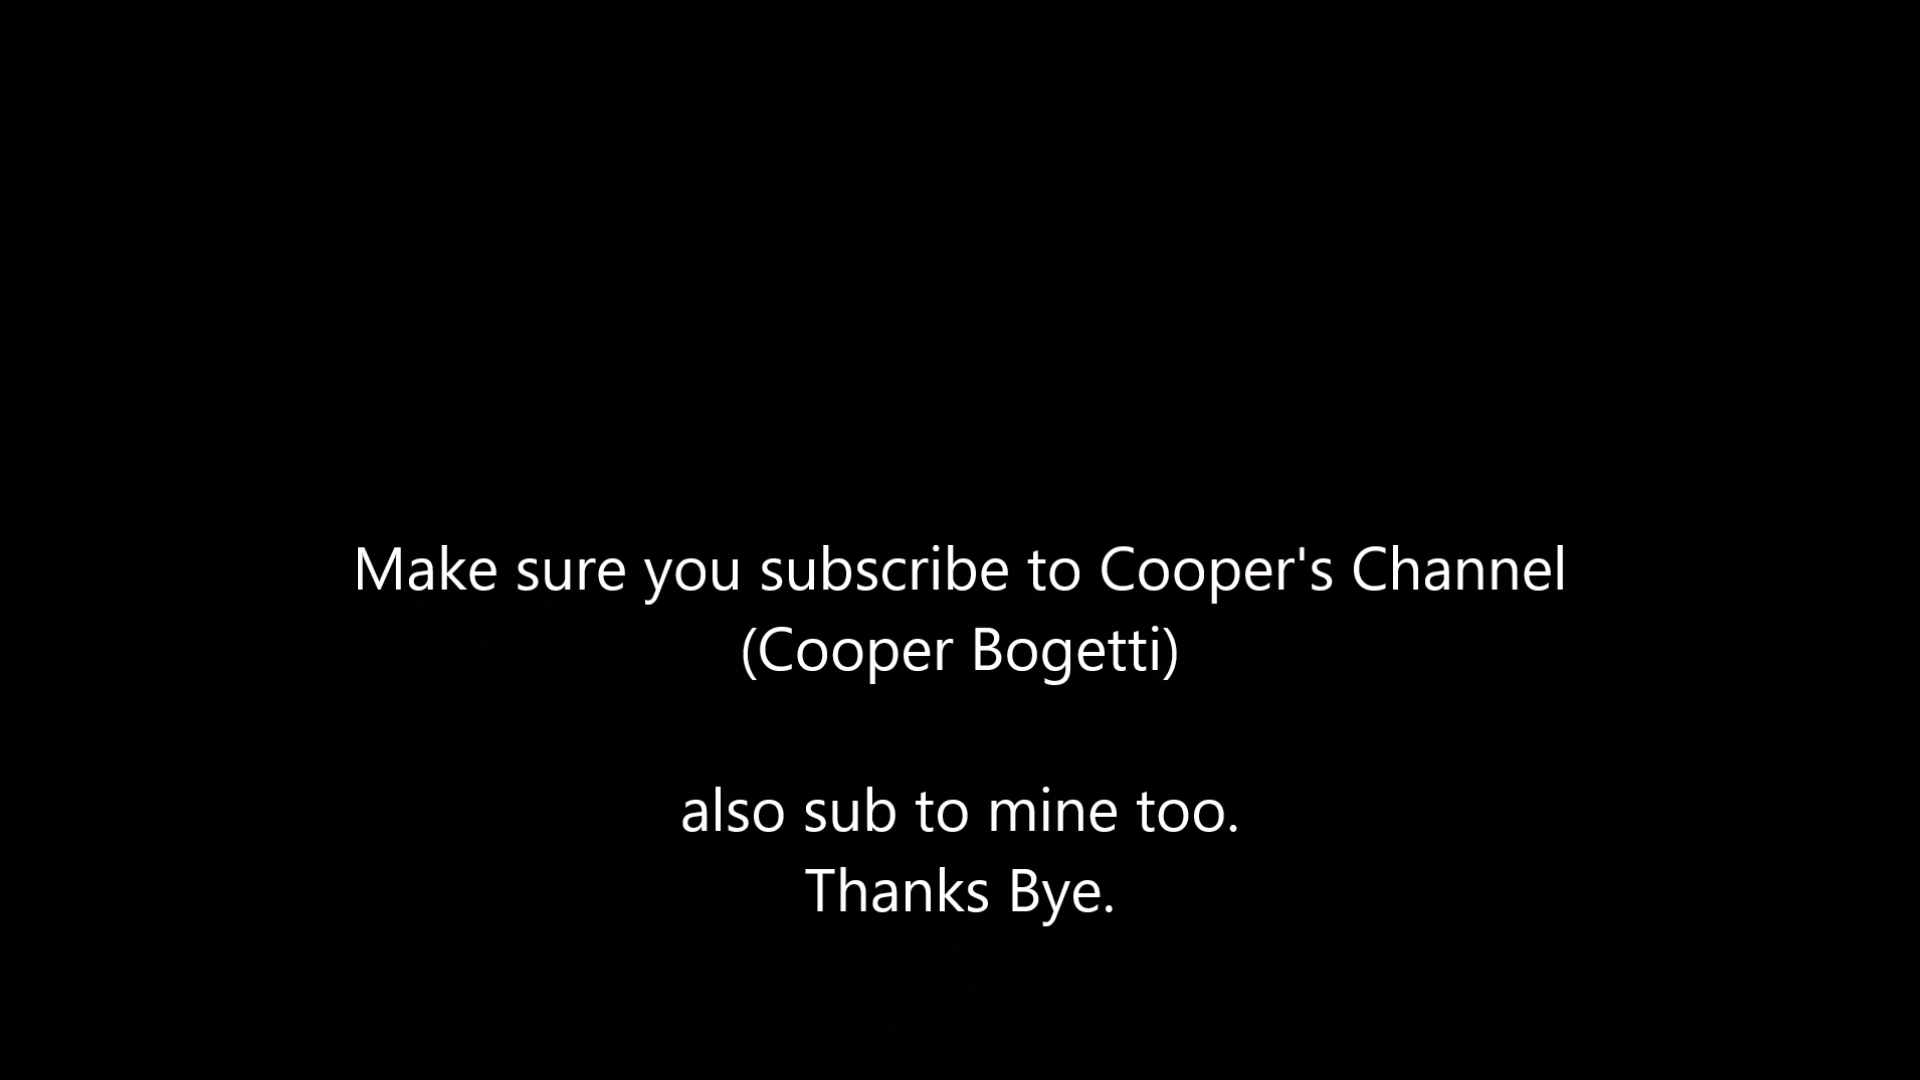 Make sure you subscribe to Cooper's Channel
(Cooper Bogetti)
also sub to mine too.
Thanks Bye.